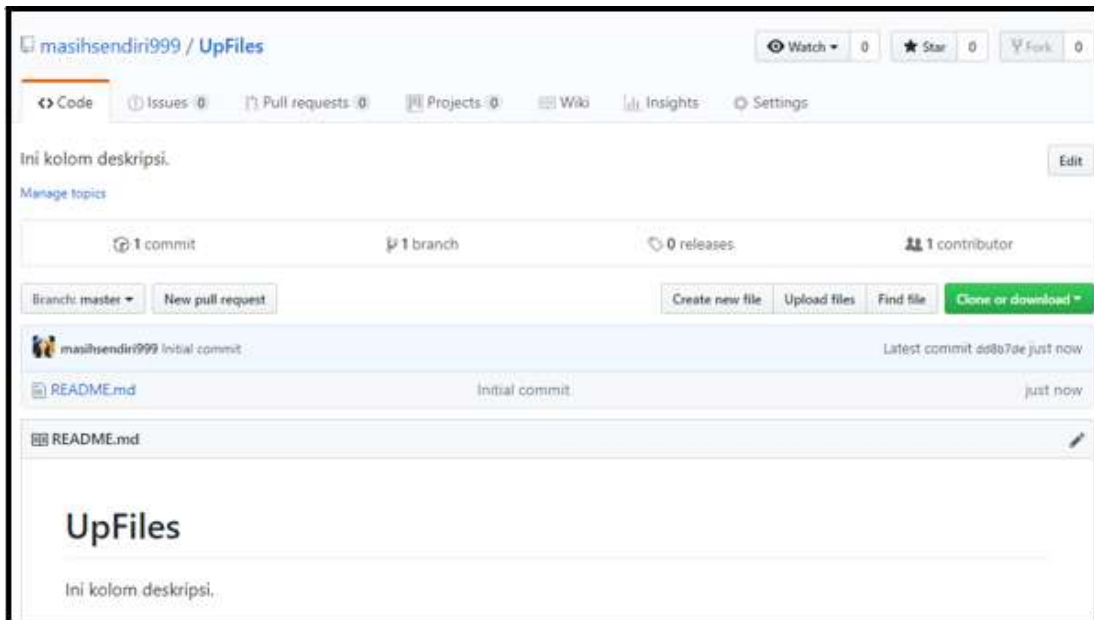 masihsendiri999 / UpFiles
Watch 0 Star 0 Fork 0
Code Issues 0 Pull requests 0 Projects 0 Wiki Insights Settings
Ini kolom deskripsi. Edit
Manage topics
1 commit 1 branch 0 releases 1 contributor
Branch: master New pull request Create new file Upload files Find file Clone or download
masihsendiri999 Initial commit Latest commit dd8b7de just now
README.md Initial commit just now
README.md
UpFiles
Ini kolom deskripsi.